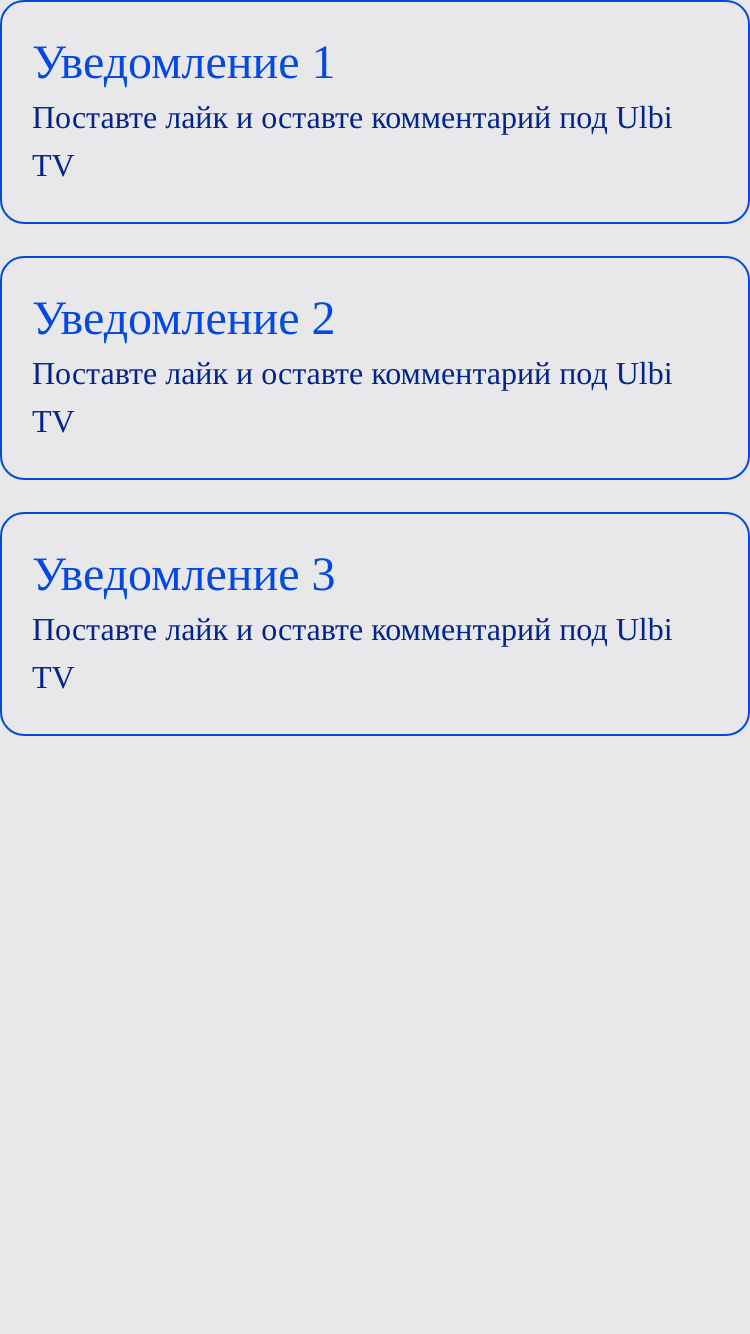 Уведомление 1
Поставте лайк и оставте комментарий под Ulbi
TV
Уведомление 2
Поставте лайк и оставте комментарий под Ulbi
TV
Уведомление 3
Поставте лайк и оставте комментарий под Ulbi
TV